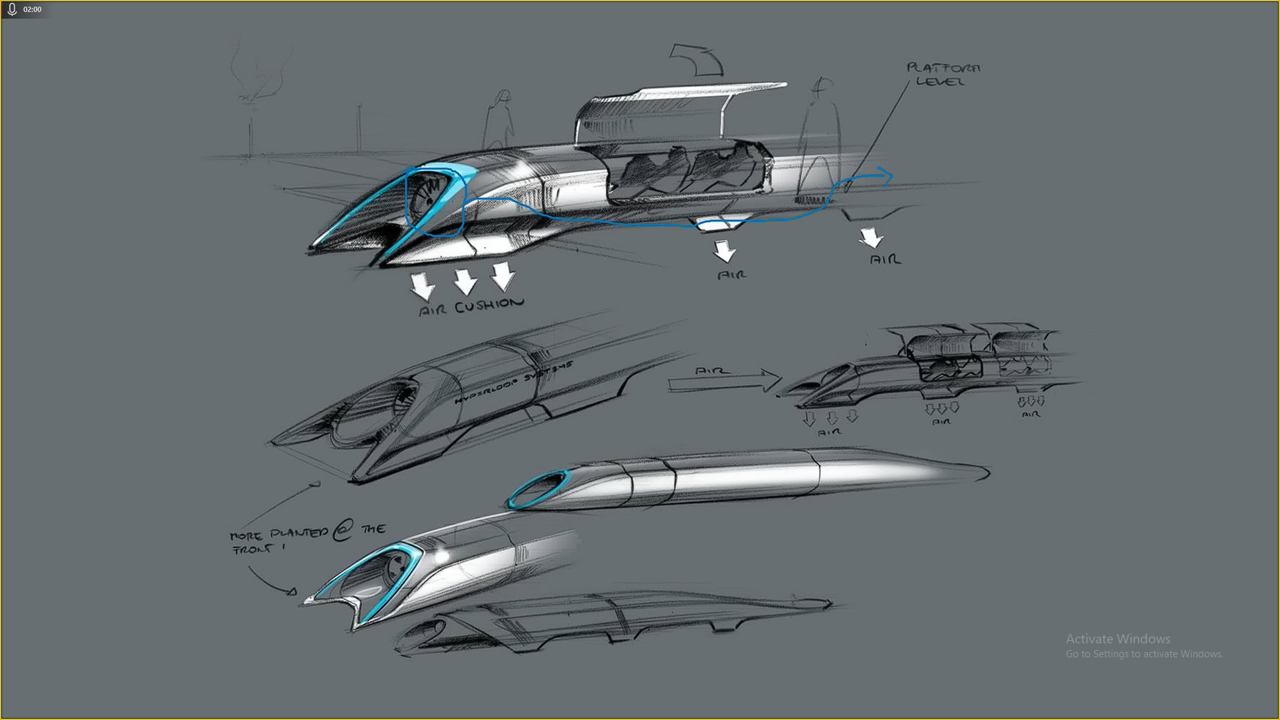 02:00
PLATFORM
LEVEL
AIR
AIR
AIR CUSHION
HYPERLOOP SYSTEMS
AIR
AIR
AIR
AIR
MORE PLANTED @ THE
FRONT !
Activate Windows
Go to Settings to activate Windows.